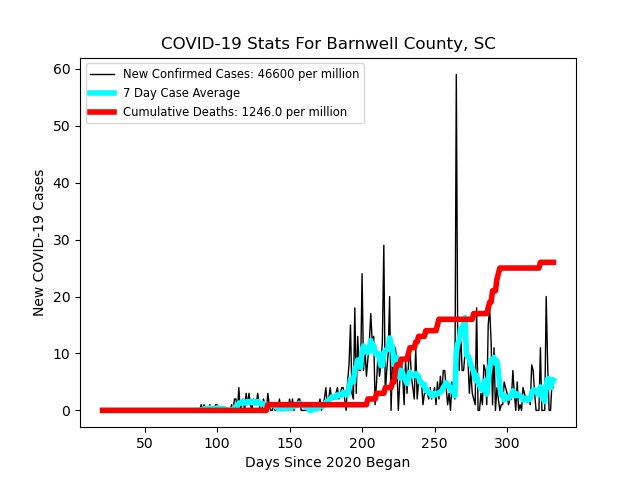 COVID-19 Stats For Barnwell County, SC
New Confirmed Cases: 46600 per million
7 Day Case Average
Cumulative Deaths: 1246.0 per million
60
50
40
30
20
10
0
New COVID-19 Cases
50 100 150 200 250 300
Days Since 2020 Began